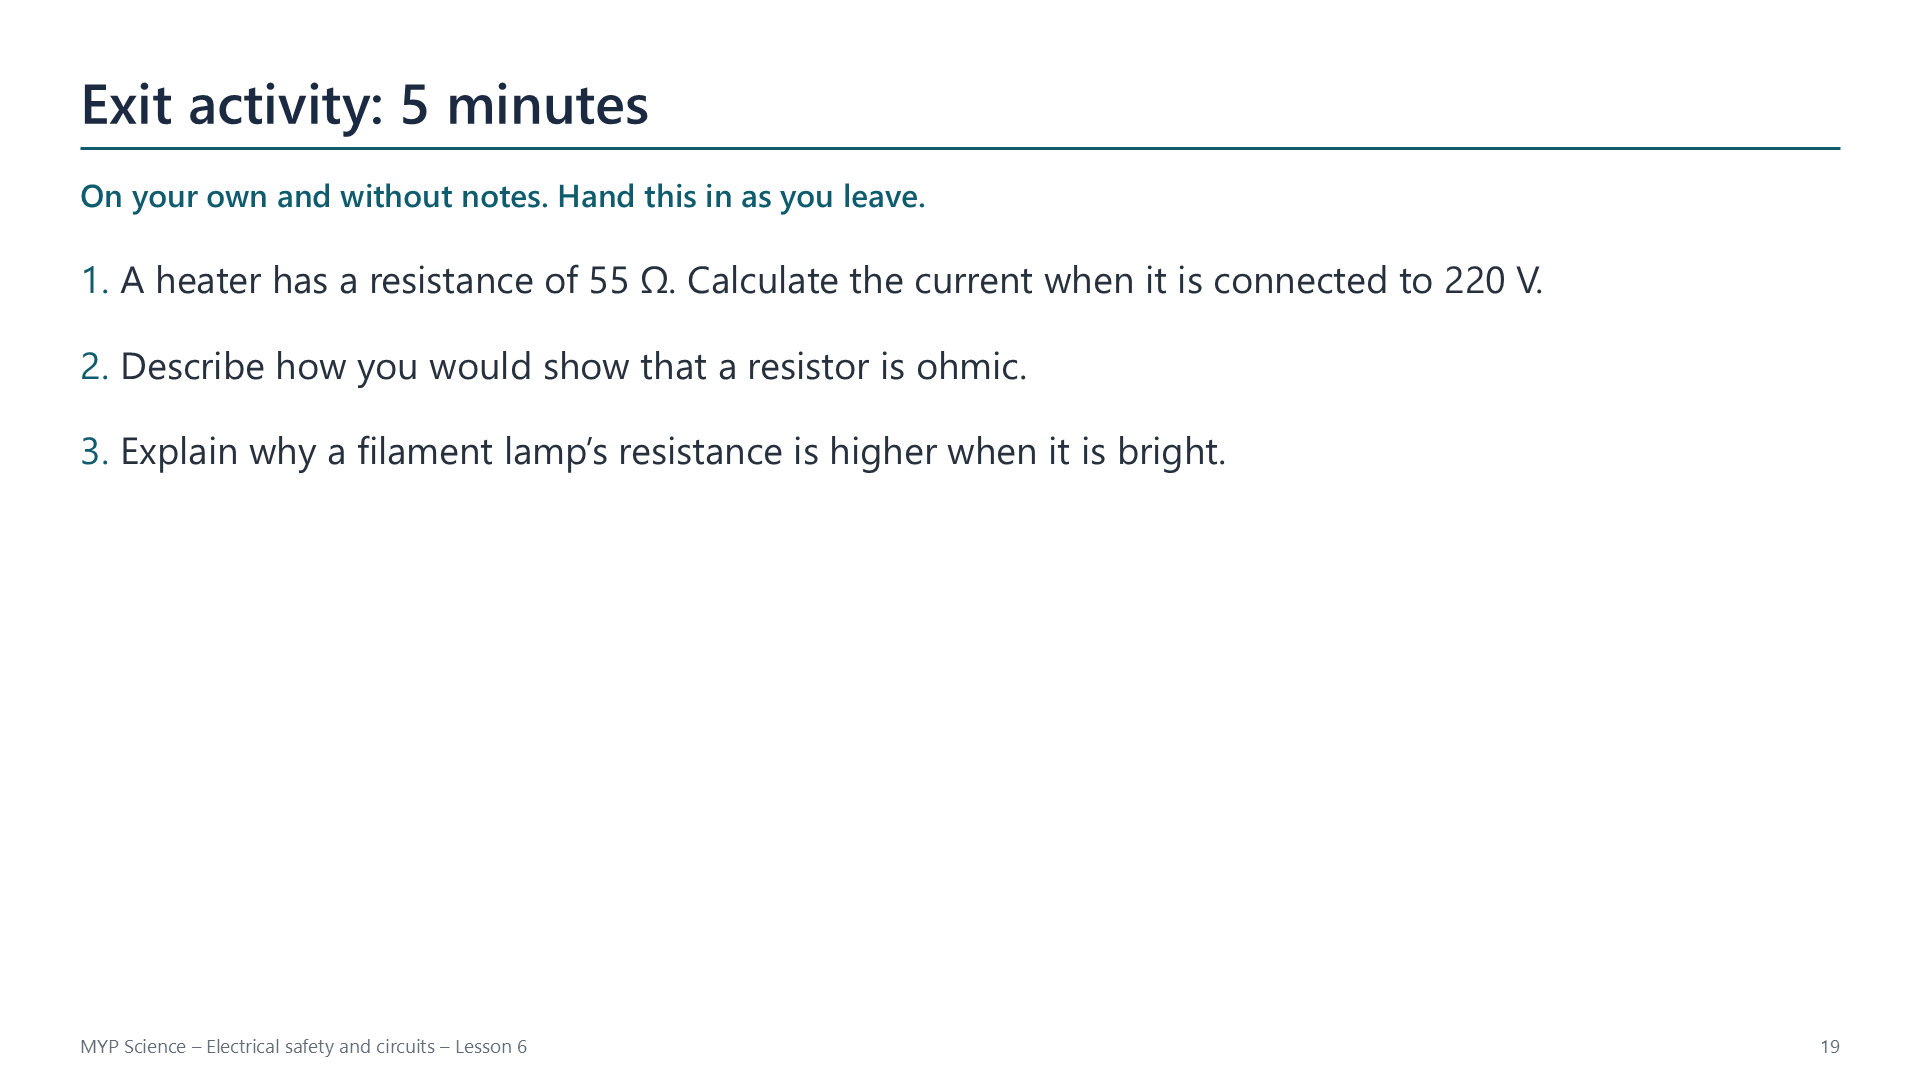 Exit activity: 5 minutes
On your own and without notes. Hand this in as you leave.
1. A heater has a resistance of 55 Ω. Calculate the current when it is connected to 220 V.
2. Describe how you would show that a resistor is ohmic.
3. Explain why a filament lamp’s resistance is higher when it is bright.
MYP Science – Electrical safety and circuits – Lesson 6
19